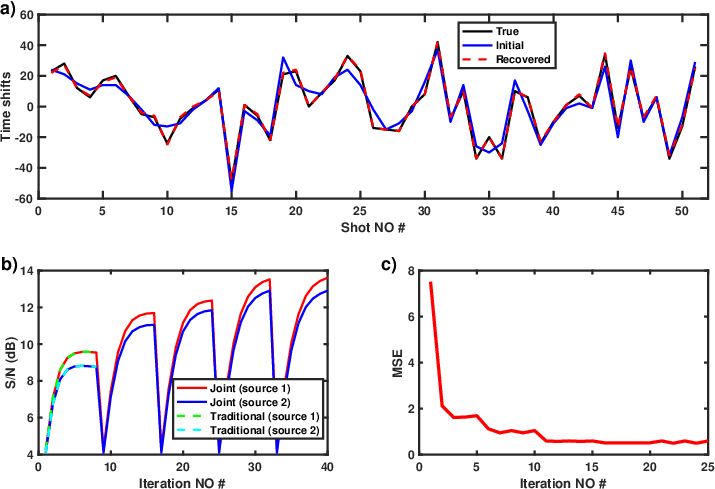 a)
Time shifts
60
40
20
0
-20
-40
-60
True
Initial
Recovered
0 5 10 15 20 25 30 35 40 45 50
Shot NO #
b)
S/N (dB)
14
12
10
8
6
4
Joint (source 1)
Joint (source 2)
Traditional (source 1)
Traditional (source 2)
0 10 20 30 40
Iteration NO #
c)
MSE
8
6
4
2
0
0 5 10 15 20 25
Iteration NO #